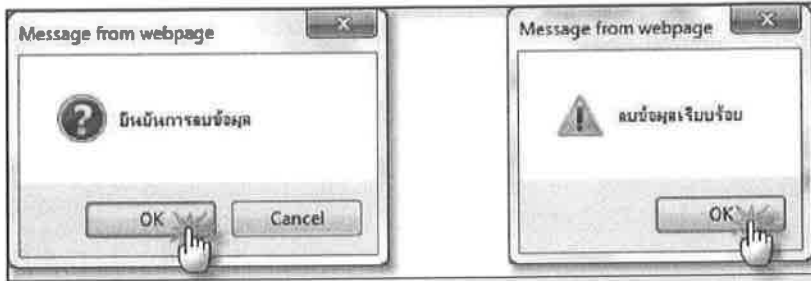 Message from webpage
ยืนยันการลบข้อมูล
OK
Cancel
Message from webpage
ลบข้อมูลเรียบร้อย
OK